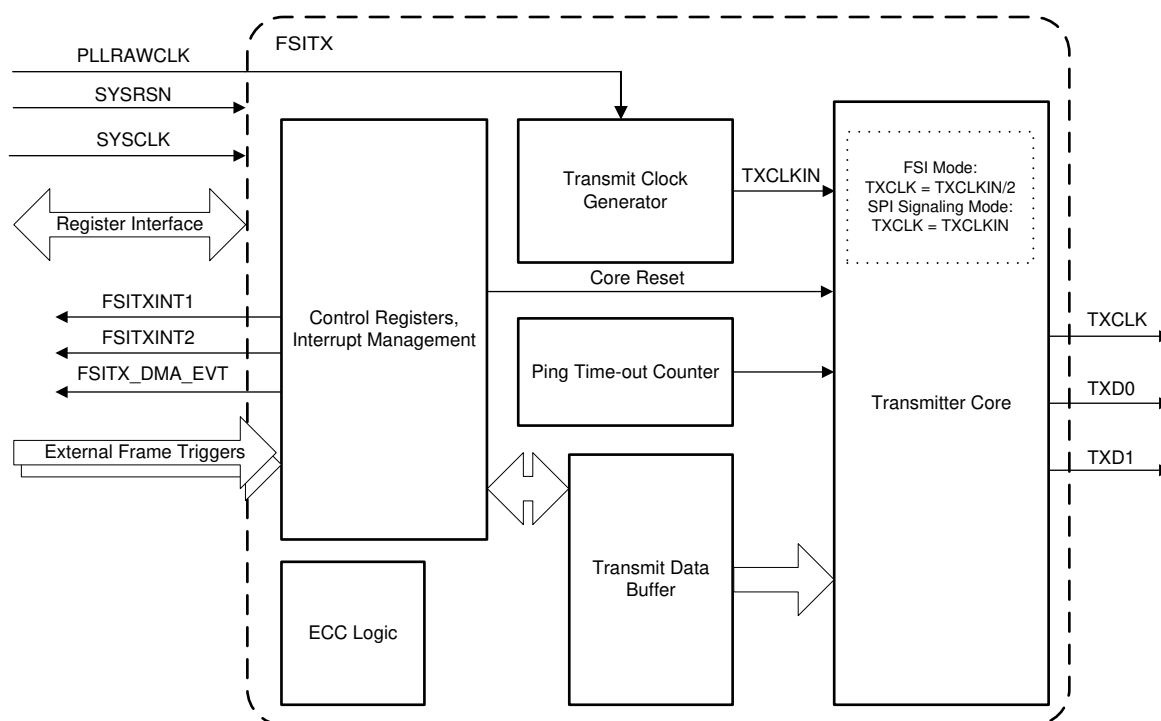 FSITX
PLLRAWCLK
SYSRSN
SYSCLK
Register Interface
FSITXINT1
FSITXINT2
FSITX_DMA_EVT
External Frame Triggers
Control Registers,
Interrupt Management
ECC Logic
Transmit Clock
Generator
TXCLKIN
Core Reset
Ping Time-out Counter
Transmit Data
Buffer
FSI Mode:
TXCLK = TXCLKIN/2
SPI Signaling Mode:
TXCLK = TXCLKIN
Transmitter Core
TXCLK
TXD0
TXD1